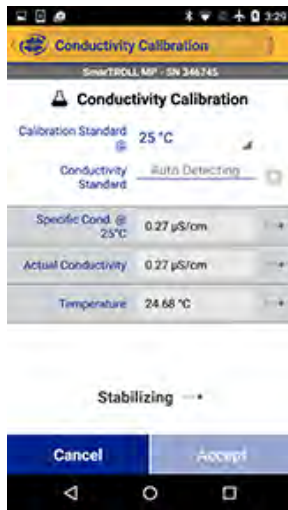 3:29
Conductivity Calibration
SmarTROLL MP - SN 346745
Conductivity Calibration
Calibration Standard @ 25 °C
Conductivity Standard Auto Detecting
Specific Cond. @ 25°C 0.27 µS/cm
Actual Conductivity 0.27 µS/cm
Temperature 24.68 °C
Stabilizing
Cancel Accept